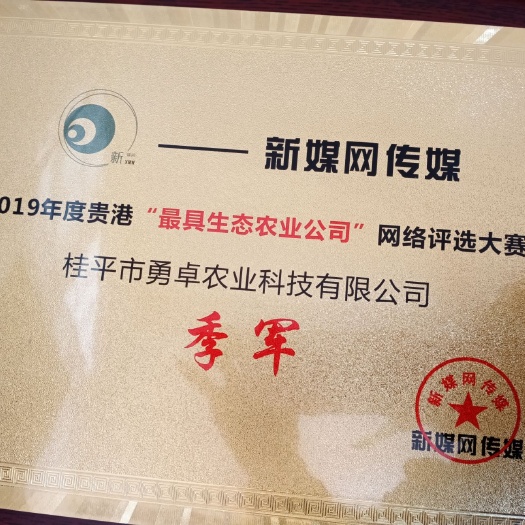 新
—— 新媒网传媒
019年度贵港“最具生态农业公司”网络评选大赛
桂平市勇卓农业科技有限公司
季军
新媒网传媒
新媒网传媒